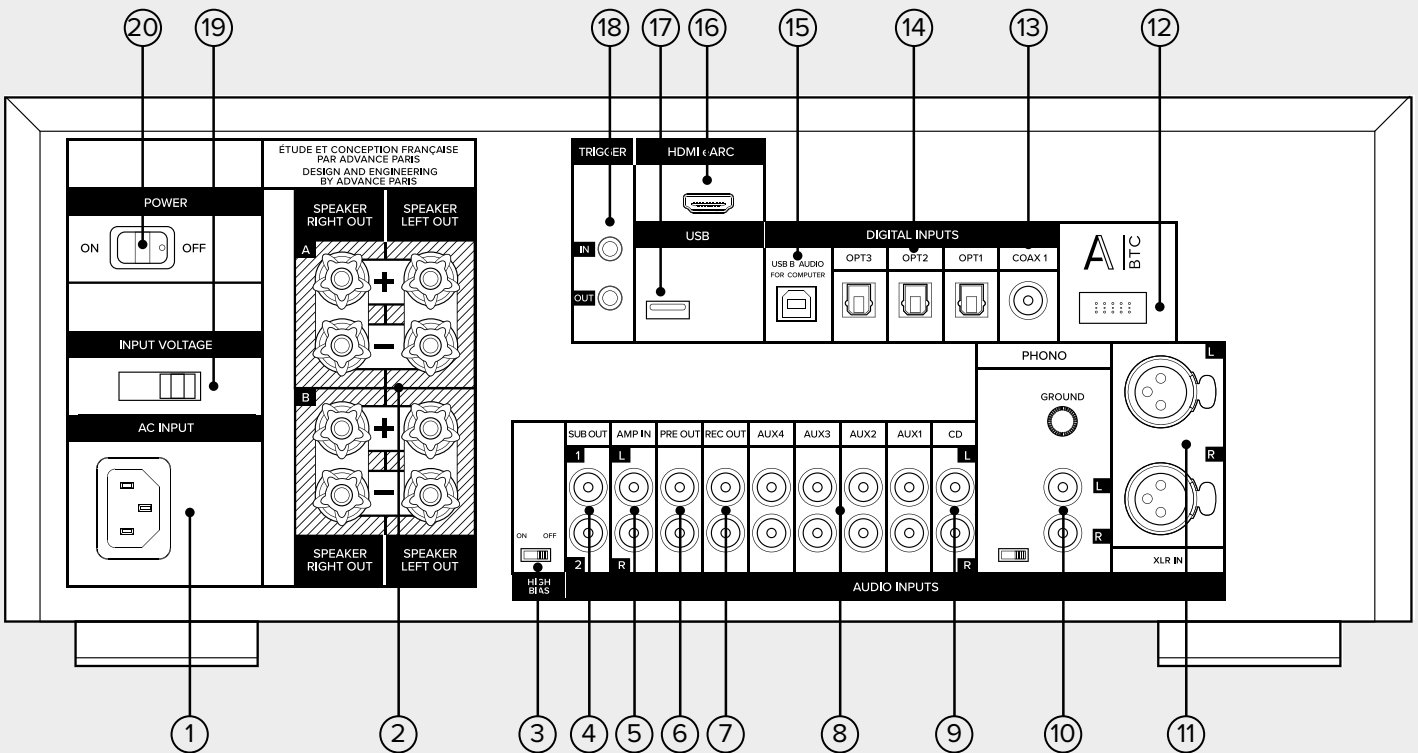 20
19
18
17
16
15
14
13
12
ÉTUDE ET CONCEPTION FRANÇAISE
PAR ADVANCE PARIS
DESIGN AND ENGINEERING
BY ADVANCE PARIS
POWER
ON
OFF
INPUT VOLTAGE
AC INPUT
SPEAKER
RIGHT OUT
SPEAKER
LEFT OUT
A
+
−
B
+
−
SPEAKER
RIGHT OUT
SPEAKER
LEFT OUT
TRIGGER
IN
OUT
HDMI eARC
USB
DIGITAL INPUTS
USB B AUDIO
FOR COMPUTER
OPT3
OPT2
OPT1
COAX 1
A
BTC
PHONO
GROUND
L
R
L
R
XLR IN
ON OFF
HIGH
BIAS
SUB OUT
AMP IN
PRE OUT
REC OUT
AUX4
AUX3
AUX2
AUX1
CD
1
L
L
2
R
R
AUDIO INPUTS
1
2
3
4
5
6
7
8
9
10
11